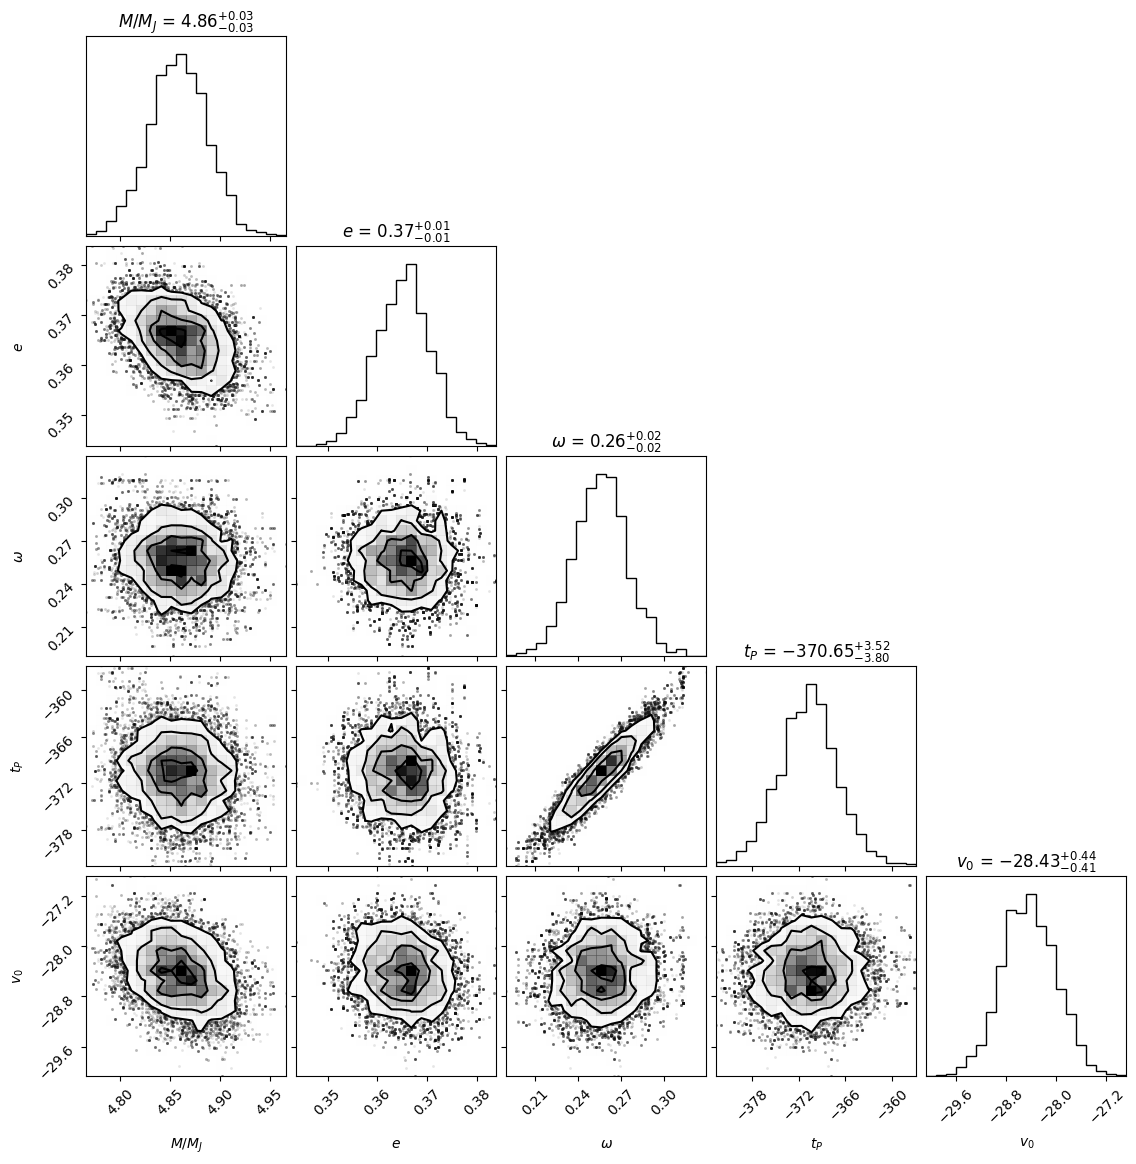 M/M_J = 4.86^{+0.03}_{-0.03}
e = 0.37^{+0.01}_{-0.01}
e
0.38
0.37
0.36
0.35
ω = 0.26^{+0.02}_{-0.02}
ω
0.30
0.27
0.24
0.21
t_P = −370.65^{+3.52}_{-3.80}
t_P
−360
−366
−372
−378
v_0 = −28.43^{+0.44}_{-0.41}
v_0
−27.2
−28.0
−28.8
−29.6
4.80 4.85 4.90 4.95 0.35 0.36 0.37 0.38 0.21 0.24 0.27 0.30 −378 −372 −366 −360 −29.6 −28.8 −28.0 −27.2
M/M_J e ω t_P v_0